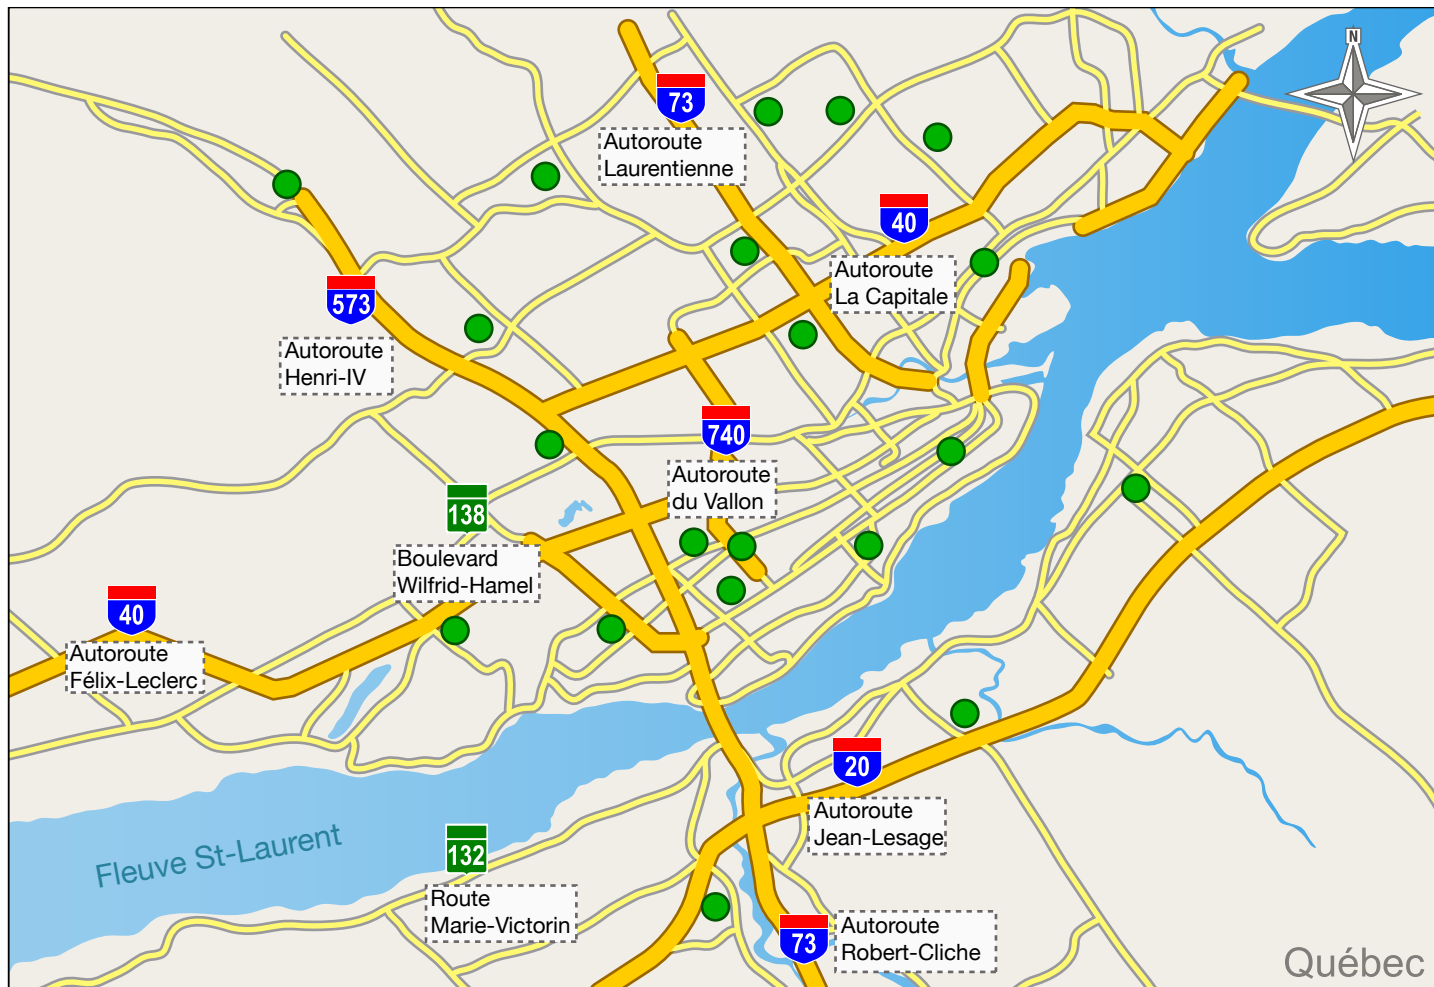 N
73
Autoroute
Laurentienne
40
Autoroute
La Capitale
573
Autoroute
Henri-IV
740
Autoroute
du Vallon
138
Boulevard
Wilfrid-Hamel
40
Autoroute
Félix-Leclerc
20
Autoroute
Jean-Lesage
Fleuve St-Laurent
132
Route
Marie-Victorin
73
Autoroute
Robert-Cliche
Québec